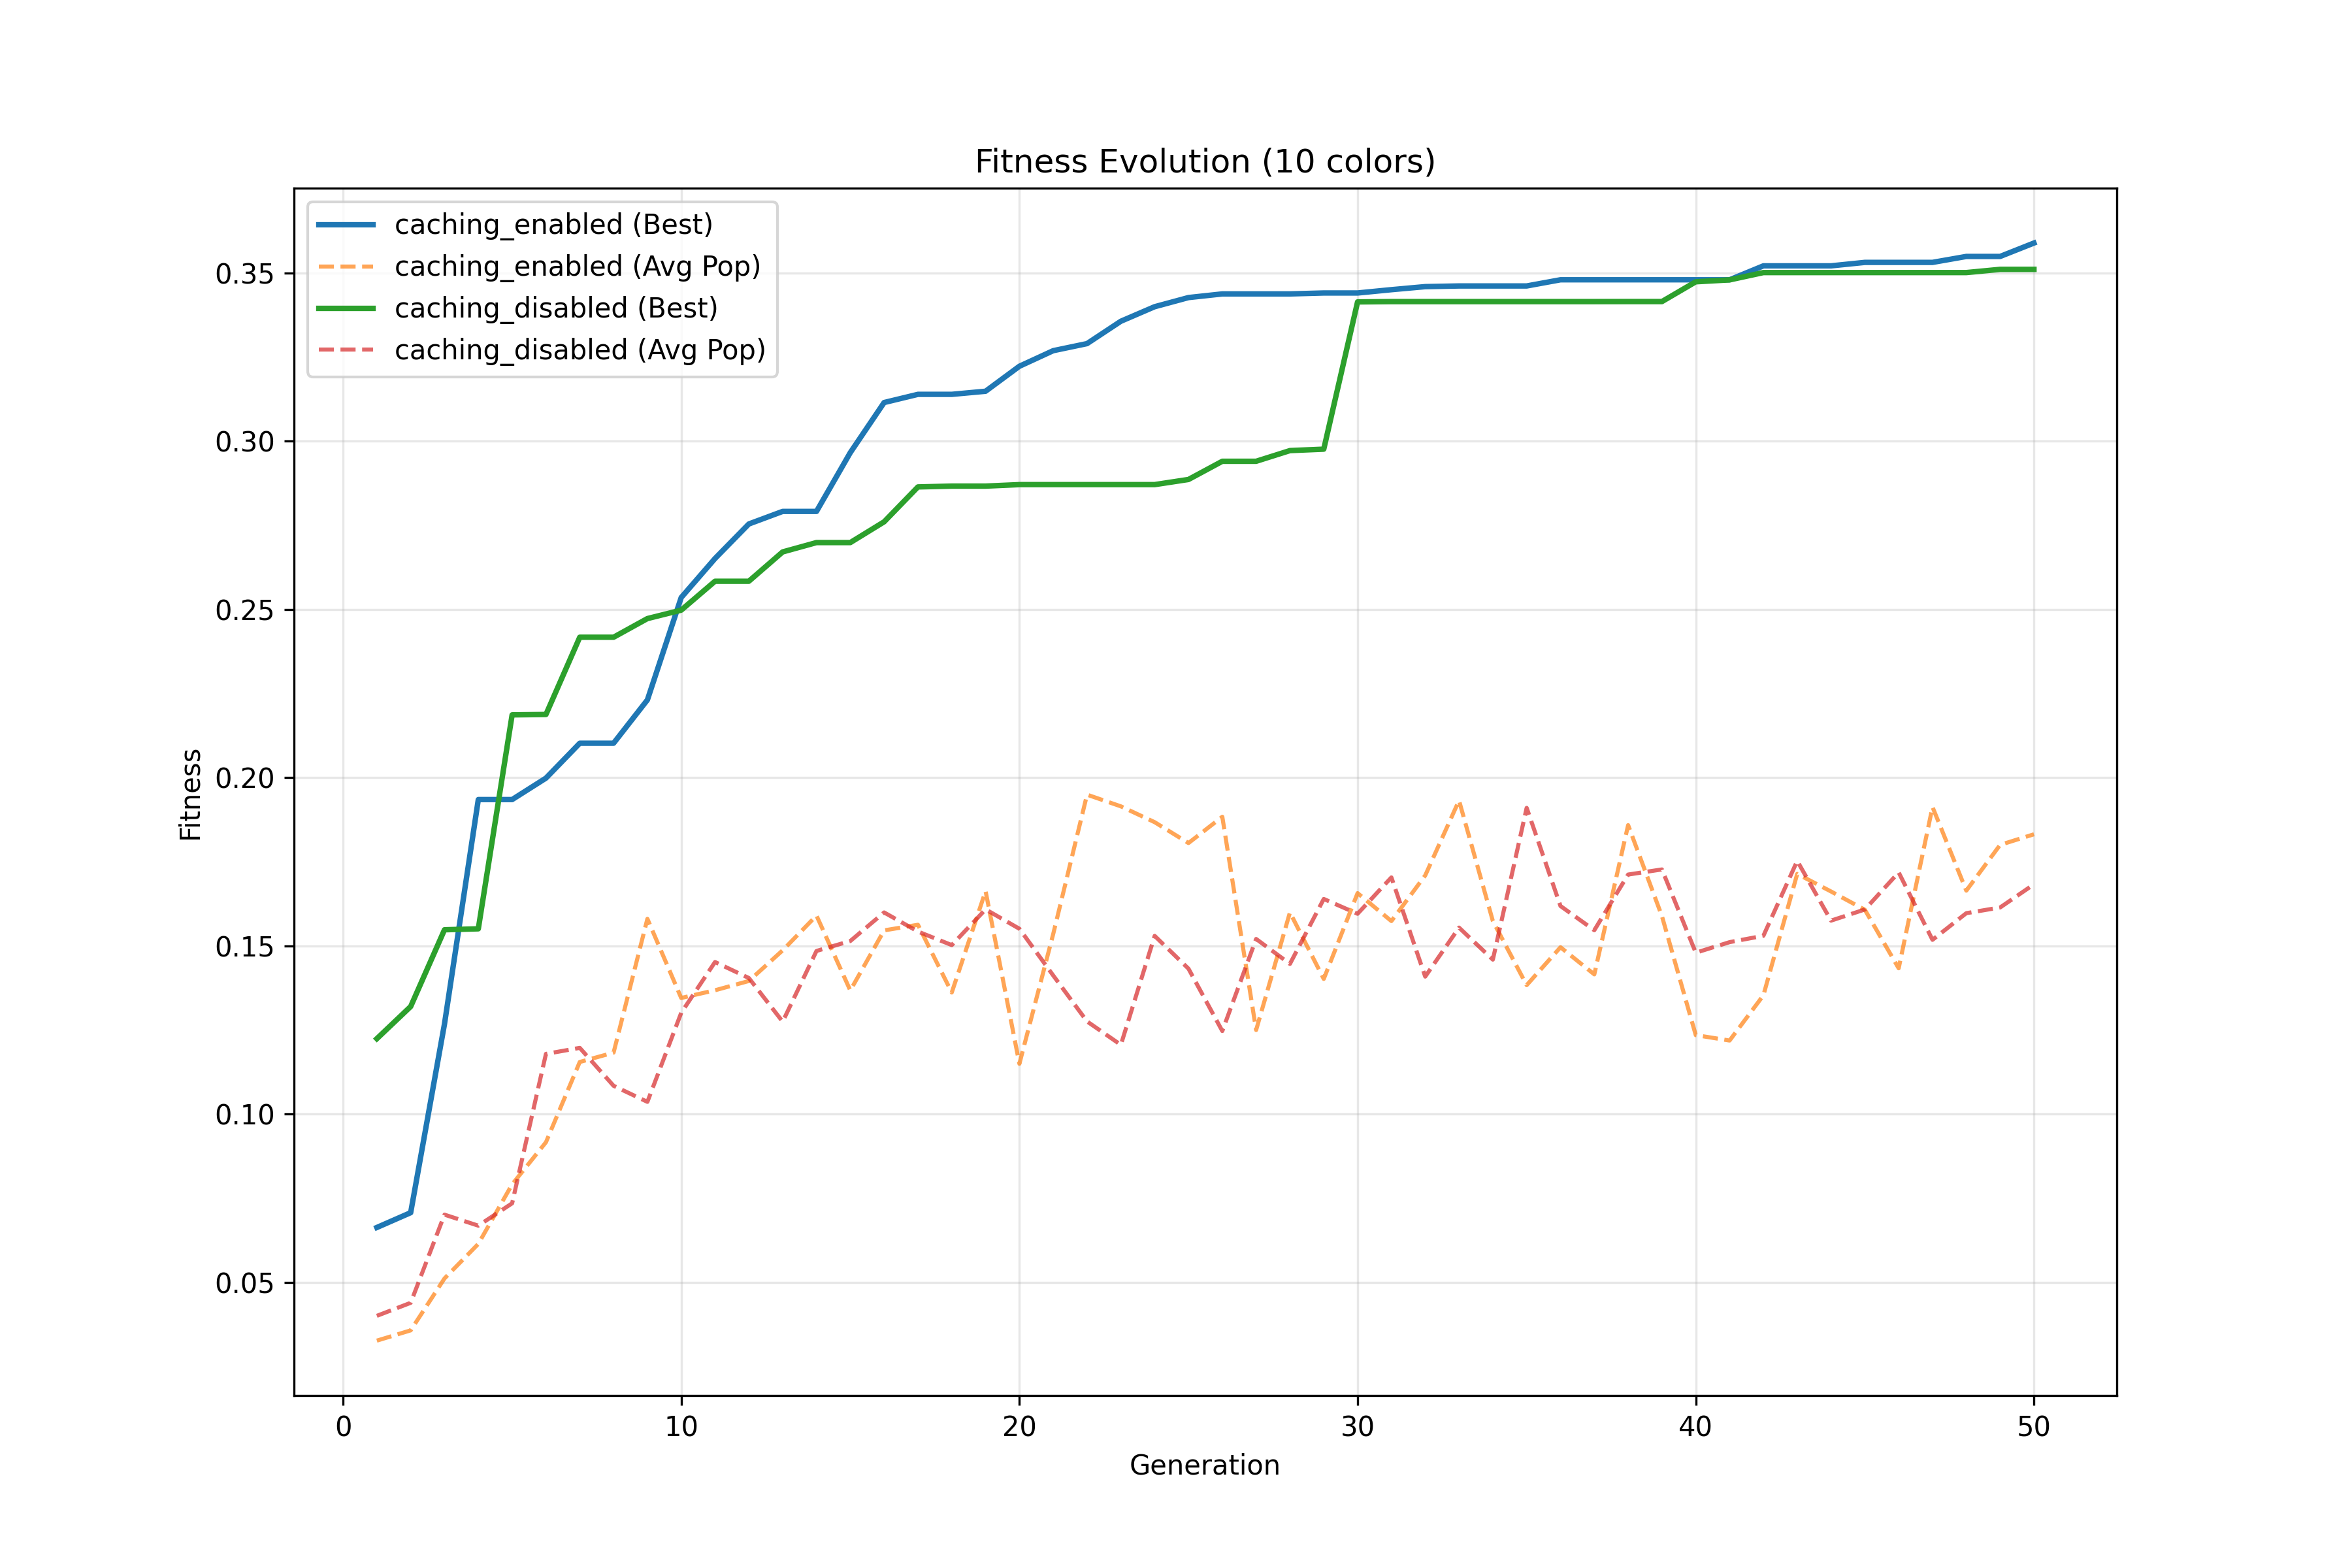 Fitness Evolution (10 colors)
caching_enabled (Best)
caching_enabled (Avg Pop)
caching_disabled (Best)
caching_disabled (Avg Pop)
0.35
0.30
0.25
0.20
0.15
0.10
0.05
Fitness
0 10 20 30 40 50
Generation